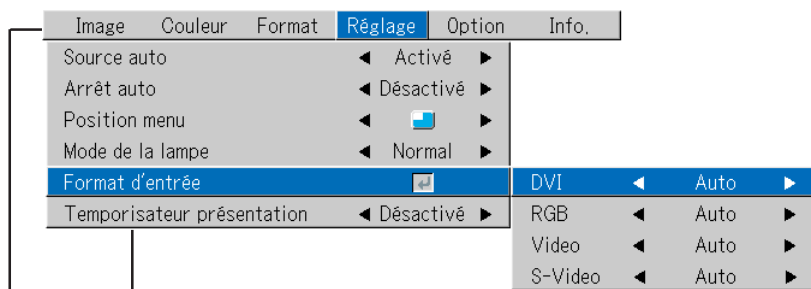 Image Couleur Format Réglage Option Info.
Source auto ◀ Activé ▶
Arrêt auto ◀ Désactivé ▶
Position menu ◀ ▶
Mode de la lampe ◀ Normal ▶
Format d'entrée
DVI ◀ Auto ▶
Temporisateur présentation ◀ Désactivé ▶
RGB ◀ Auto ▶
Video ◀ Auto ▶
S-Video ◀ Auto ▶